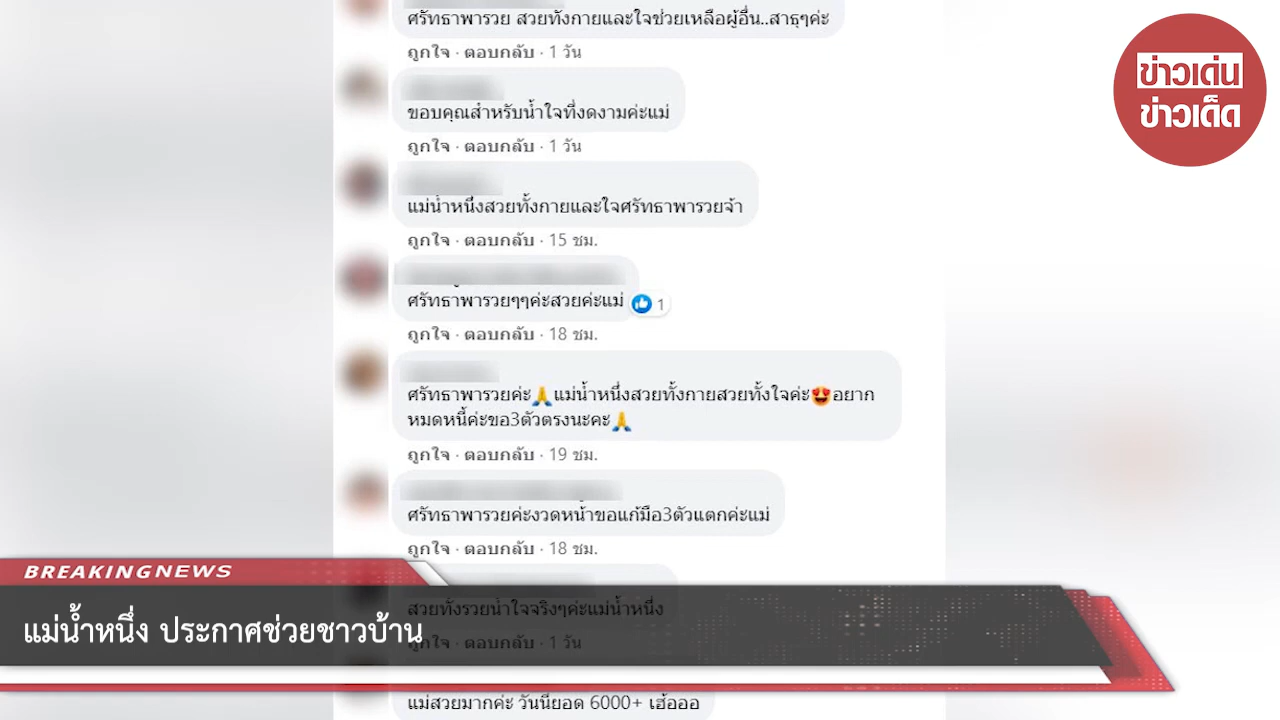 ศรัทธาพารวย สวยทั้งกายและใจช่วยเหลือผู้อื่น..สาธุๆค่ะ
ถูกใจ · ตอบกลับ · 1 วัน
ขอบคุณสำหรับน้ำใจที่งดงามค่ะแม่
ถูกใจ · ตอบกลับ · 1 วัน
แม่น้ำหนึ่งสวยทั้งกายและใจศรัทธาพารวยจ้า
ถูกใจ · ตอบกลับ · 15 ชม.
ศรัทธาพารวยๆๆค่ะสวยค่ะแม่
1
ถูกใจ · ตอบกลับ · 18 ชม.
ศรัทธาพารวยค่ะ🙏แม่น้ำหนึ่งสวยทั้งกายสวยทั้งใจค่ะ😍อยาก
หมดหนี้ค่ะขอ3ตัวตรงนะคะ🙏
ถูกใจ · ตอบกลับ · 19 ชม.
ศรัทธาพารวยค่ะงวดหน้าขอแก้มือ3ตัวแตกค่ะแม่
ถูกใจ · ตอบกลับ · 18 ชม.
สวยทั้งรวยน้ำใจจริงๆค่ะแม่น้ำหนึ่ง
ถูกใจ · ตอบกลับ · 1 วัน
แม่สวยมากค่ะ วันนี้ยอด 6000+ เฮ้อออ
BREAKING NEWS
แม่น้ำหนึ่ง ประกาศช่วยชาวบ้าน
ข่าวเด่น
ข่าวเด็ด